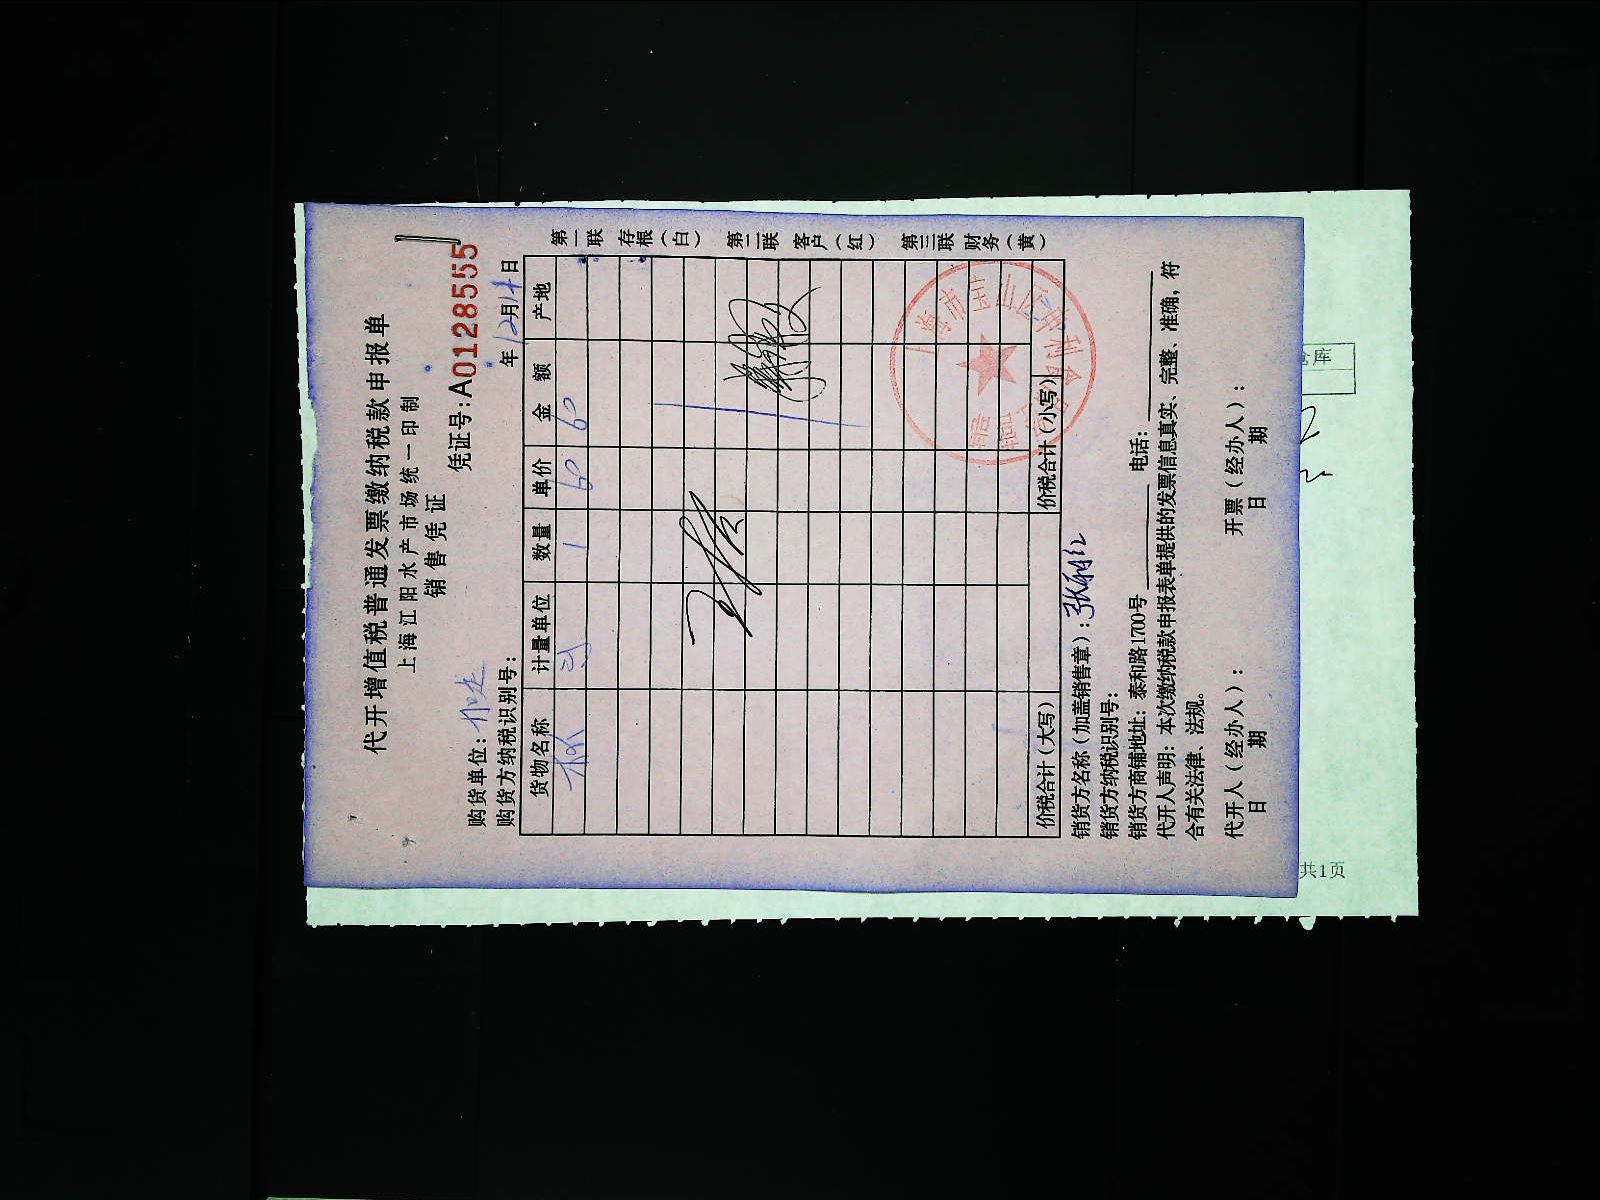 代开增值税普通发票缴纳税款申报单
上海江阳水产市场统一印制
销售凭证
凭证号:A0128555
购货单位:
年12月14日
购货方纳税识别号:
货物名称 计量单位 数量 单价 金额 产地
1 60 60
价税合计(大写) 价税合计(小写)
销货方名称(加盖销售章):张利红
销货方纳税识别号:
销货方商铺地址:泰和路1700号 电话:
代开人声明:本次缴纳税款申报表单提供的发票信息真实、完整、准确,符
合有关法律、法规。
代开人(经办人): 开票(经办人):
日期 日期
第一联 存根(白) 第二联 客户(红) 第三联 财务(黄)
上海市宝山区
仓库
共1页